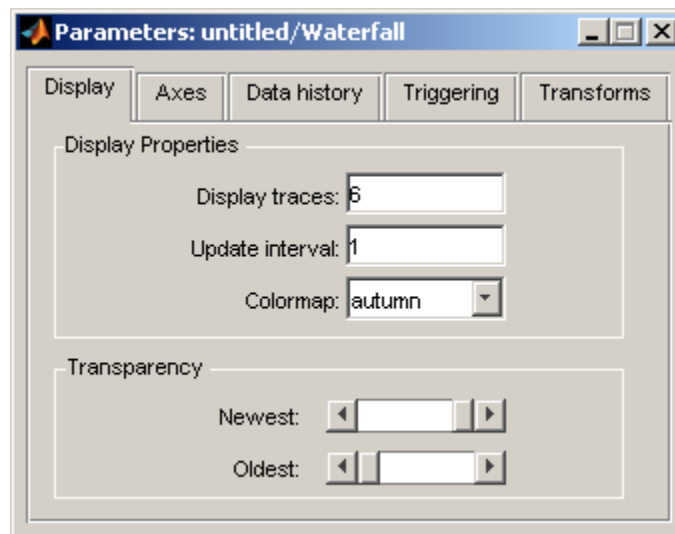 Parameters: untitled/Waterfall
Display Axes Data history Triggering Transforms
Display Properties
Display traces: 6
Update interval: 1
Colormap: autumn
Transparency
Newest:
Oldest: